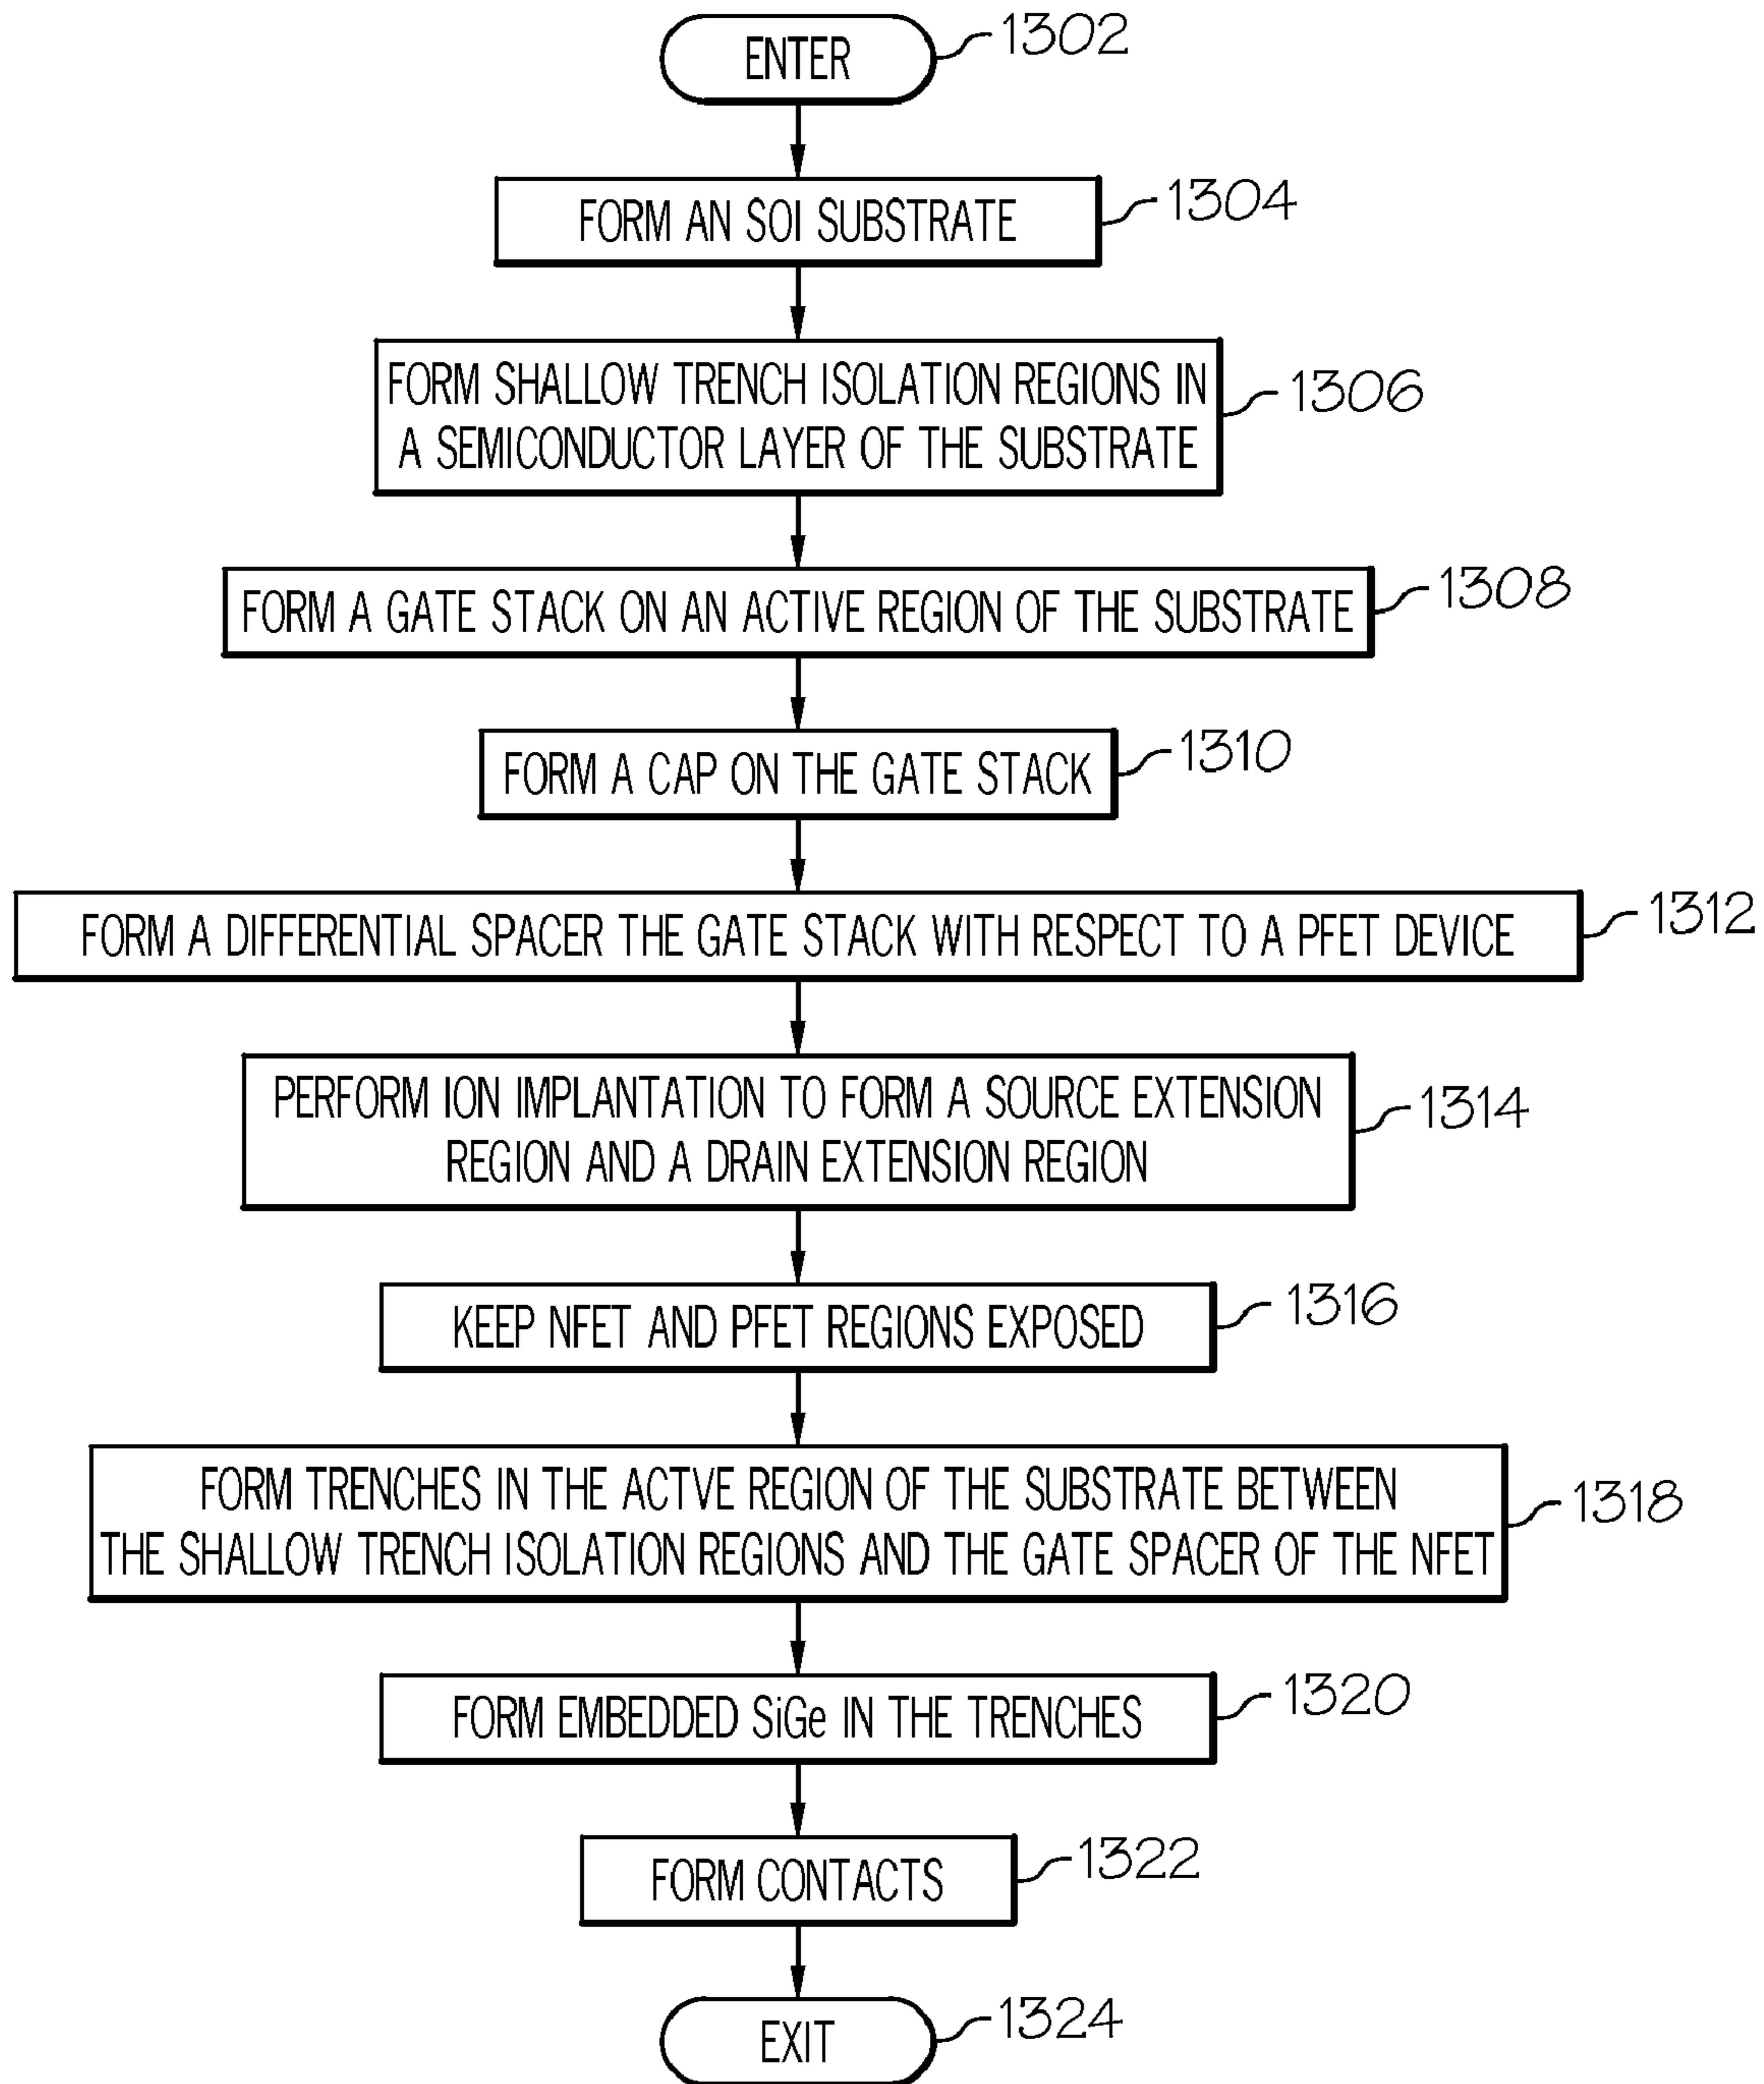 ENTER
1302
FORM AN SOI SUBSTRATE
1304
FORM SHALLOW TRENCH ISOLATION REGIONS IN
A SEMICONDUCTOR LAYER OF THE SUBSTRATE
1306
FORM A GATE STACK ON AN ACTIVE REGION OF THE SUBSTRATE
1308
FORM A CAP ON THE GATE STACK
1310
FORM A DIFFERENTIAL SPACER THE GATE STACK WITH RESPECT TO A PFET DEVICE
1312
PERFORM ION IMPLANTATION TO FORM A SOURCE EXTENSION
REGION AND A DRAIN EXTENSION REGION
1314
KEEP NFET AND PFET REGIONS EXPOSED
1316
FORM TRENCHES IN THE ACTVE REGION OF THE SUBSTRATE BETWEEN
THE SHALLOW TRENCH ISOLATION REGIONS AND THE GATE SPACER OF THE NFET
1318
FORM EMBEDDED SiGe IN THE TRENCHES
1320
FORM CONTACTS
1322
EXIT
1324